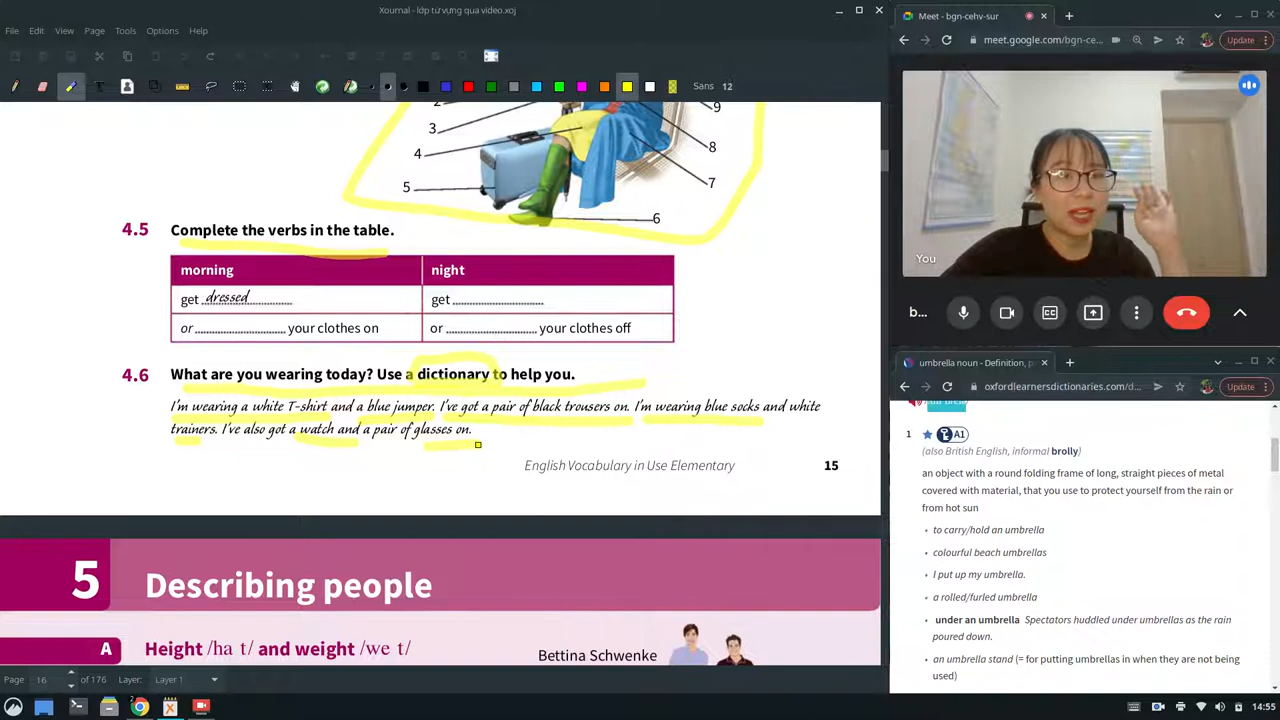 Xournal - lớp từ vựng qua video.xoj
File Edit View Page Tools Options Help
Sans 12
2
3
4
5
9
8
7
6
4.5 Complete the verbs in the table.
morning night
get dressed get
or your clothes on or your clothes off
4.6 What are you wearing today? Use a dictionary to help you.
I'm wearing a white T-shirt and a blue jumper. I've got a pair of black trousers on. I'm wearing blue socks and white
trainers. I've also got a watch and a pair of glasses on.
English Vocabulary in Use Elementary 15
5 Describing people
A Height /ha t/ and weight /we t/
Bettina Schwenke
Page 16 of 176 Layer: Layer 1
Meet - bgn-cehv-sur
meet.google.com/bgn-ce...
Update
You
b...
umbrella noun - Definition, p
oxfordlearnersdictionaries.com/d...
Update
1 A1
(also British English, informal brolly)
an object with a round folding frame of long, straight pieces of metal
covered with material, that you use to protect yourself from the rain or
from hot sun
• to carry/hold an umbrella
• colourful beach umbrellas
• I put up my umbrella.
• a rolled/furled umbrella
• under an umbrella Spectators huddled under umbrellas as the rain
poured down.
• an umbrella stand (= for putting umbrellas in when they are not being
used)
2
14:55